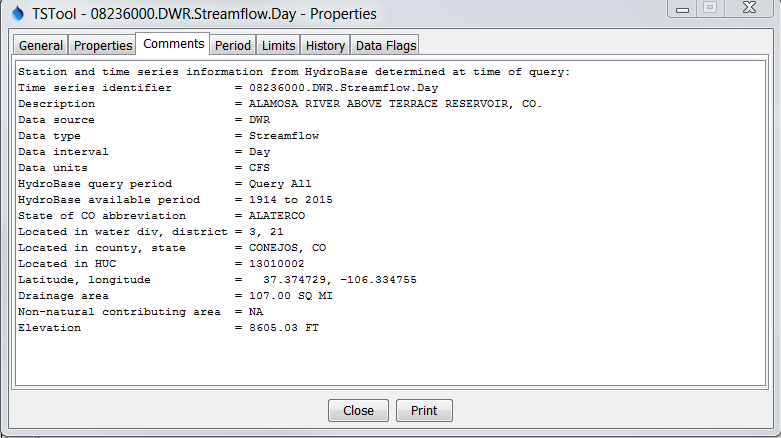 TSTool - 08236000.DWR.Streamflow.Day - Properties
General Properties Comments Period Limits History Data Flags
Station and time series information from HydroBase determined at time of query:
Time series identifier = 08236000.DWR.Streamflow.Day
Description = ALAMOSA RIVER ABOVE TERRACE RESERVOIR, CO.
Data source = DWR
Data type = Streamflow
Data interval = Day
Data units = CFS
HydroBase query period = Query All
HydroBase available period = 1914 to 2015
State of CO abbreviation = ALATERCO
Located in water div, district = 3, 21
Located in county, state = CONEJOS, CO
Located in HUC = 13010002
Latitude, longitude = 37.374729, -106.334755
Drainage area = 107.00 SQ MI
Non-natural contributing area = NA
Elevation = 8605.03 FT
Close Print